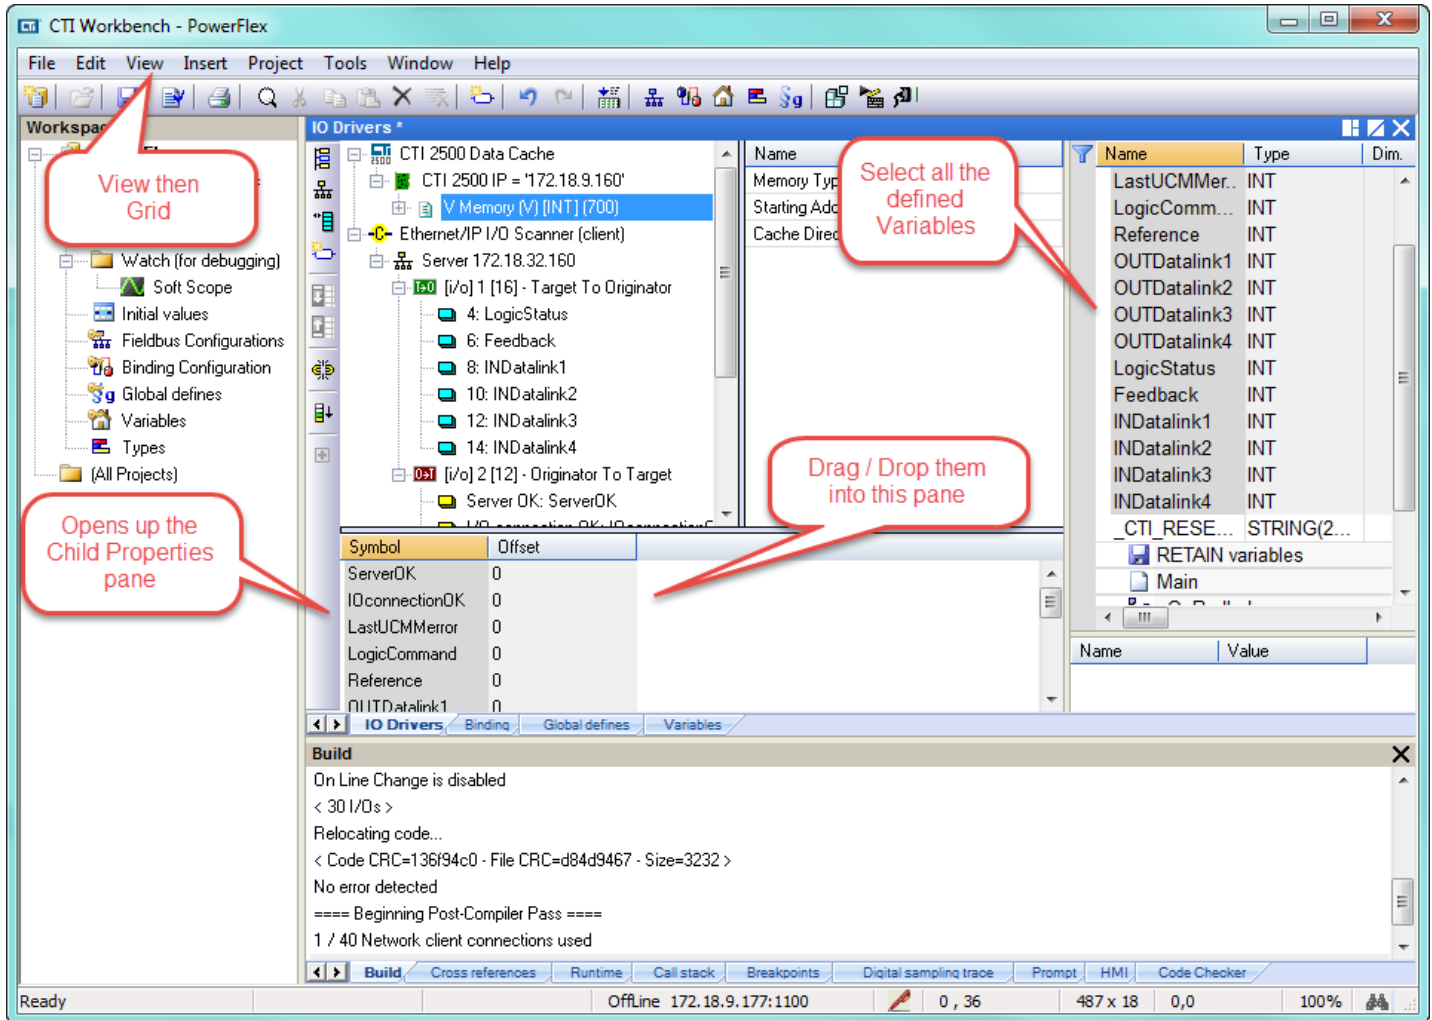 CTI Workbench - PowerFlex
File Edit View Insert Project Tools Window Help
Workspac
IO Drivers *
View then
Grid
Watch (for debugging)
Soft Scope
Initial values
Fieldbus Configurations
Binding Configuration
Global defines
Variables
Types
(All Projects)
Opens up the
Child Properties
pane
CTI 2500 Data Cache
CTI 2500 IP = '172.18.9.160'
V Memory (V) [INT] (700)
Ethernet/IP I/O Scanner (client)
Server 172.18.32.160
[i/o] 1 [16] - Target To Originator
4: LogicStatus
6: Feedback
8: INDatalink1
10: INDatalink2
12: INDatalink3
14: INDatalink4
[i/o] 2 [12] - Originator To Target
Server OK: ServerOK
Name
Memory Typ
Starting Add
Cache Direc
Select all the
defined
Variables
Drag / Drop them
into this pane
Name Type Dim.
LastUCMMer.. INT
LogicComm... INT
Reference INT
OUTDatalink1 INT
OUTDatalink2 INT
OUTDatalink3 INT
OUTDatalink4 INT
LogicStatus INT
Feedback INT
INDatalink1 INT
INDatalink2 INT
INDatalink3 INT
INDatalink4 INT
_CTI_RESE... STRING(2...
RETAIN variables
Main
Name Value
Symbol Offset
ServerOK 0
IOconnectionOK 0
LastUCMMerror 0
LogicCommand 0
Reference 0
OUTDatalink1 0
IO Drivers Binding Global defines Variables
Build
On Line Change is disabled
< 30 I/Os >
Relocating code...
< Code CRC=136f94c0 - File CRC=d84d9467 - Size=3232 >
No error detected
==== Beginning Post-Compiler Pass ====
1 / 40 Network client connections used
Build Cross references Runtime Call stack Breakpoints Digital sampling trace Prompt HMI Code Checker
Ready OffLine 172.18.9.177:1100 0 , 36 487 x 18 0,0 100%